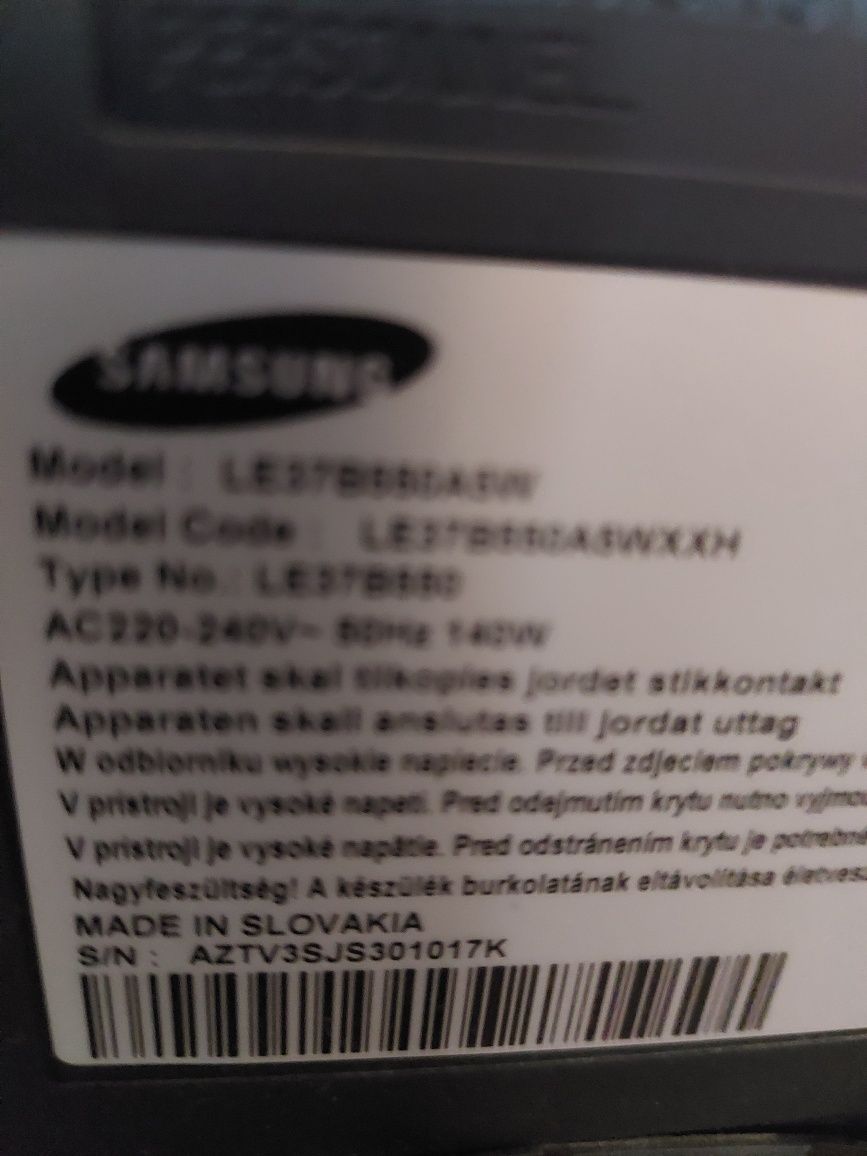 SAMSUNG
Model : LE37B550A5W
Model Code : LE37B550A5WXXH
Type No.: LE37B550
AC220-240V~ 50Hz 140W
Apparatet skal tilkoples jordet stikkontakt
Apparaten skall anslutas till jordat uttag
W odbiorniku wysokie napiecie. Przed zdjeciem pokrywy
V pristroji je vysoké napetí. Pred odejmutím krytu nutno
V pristroji je vysoké napätie. Pred odstránením krytu je
Nagyfeszültség! A készülék burkolatának eltávolítása
MADE IN SLOVAKIA
S/N : AZTV3SJS301017K